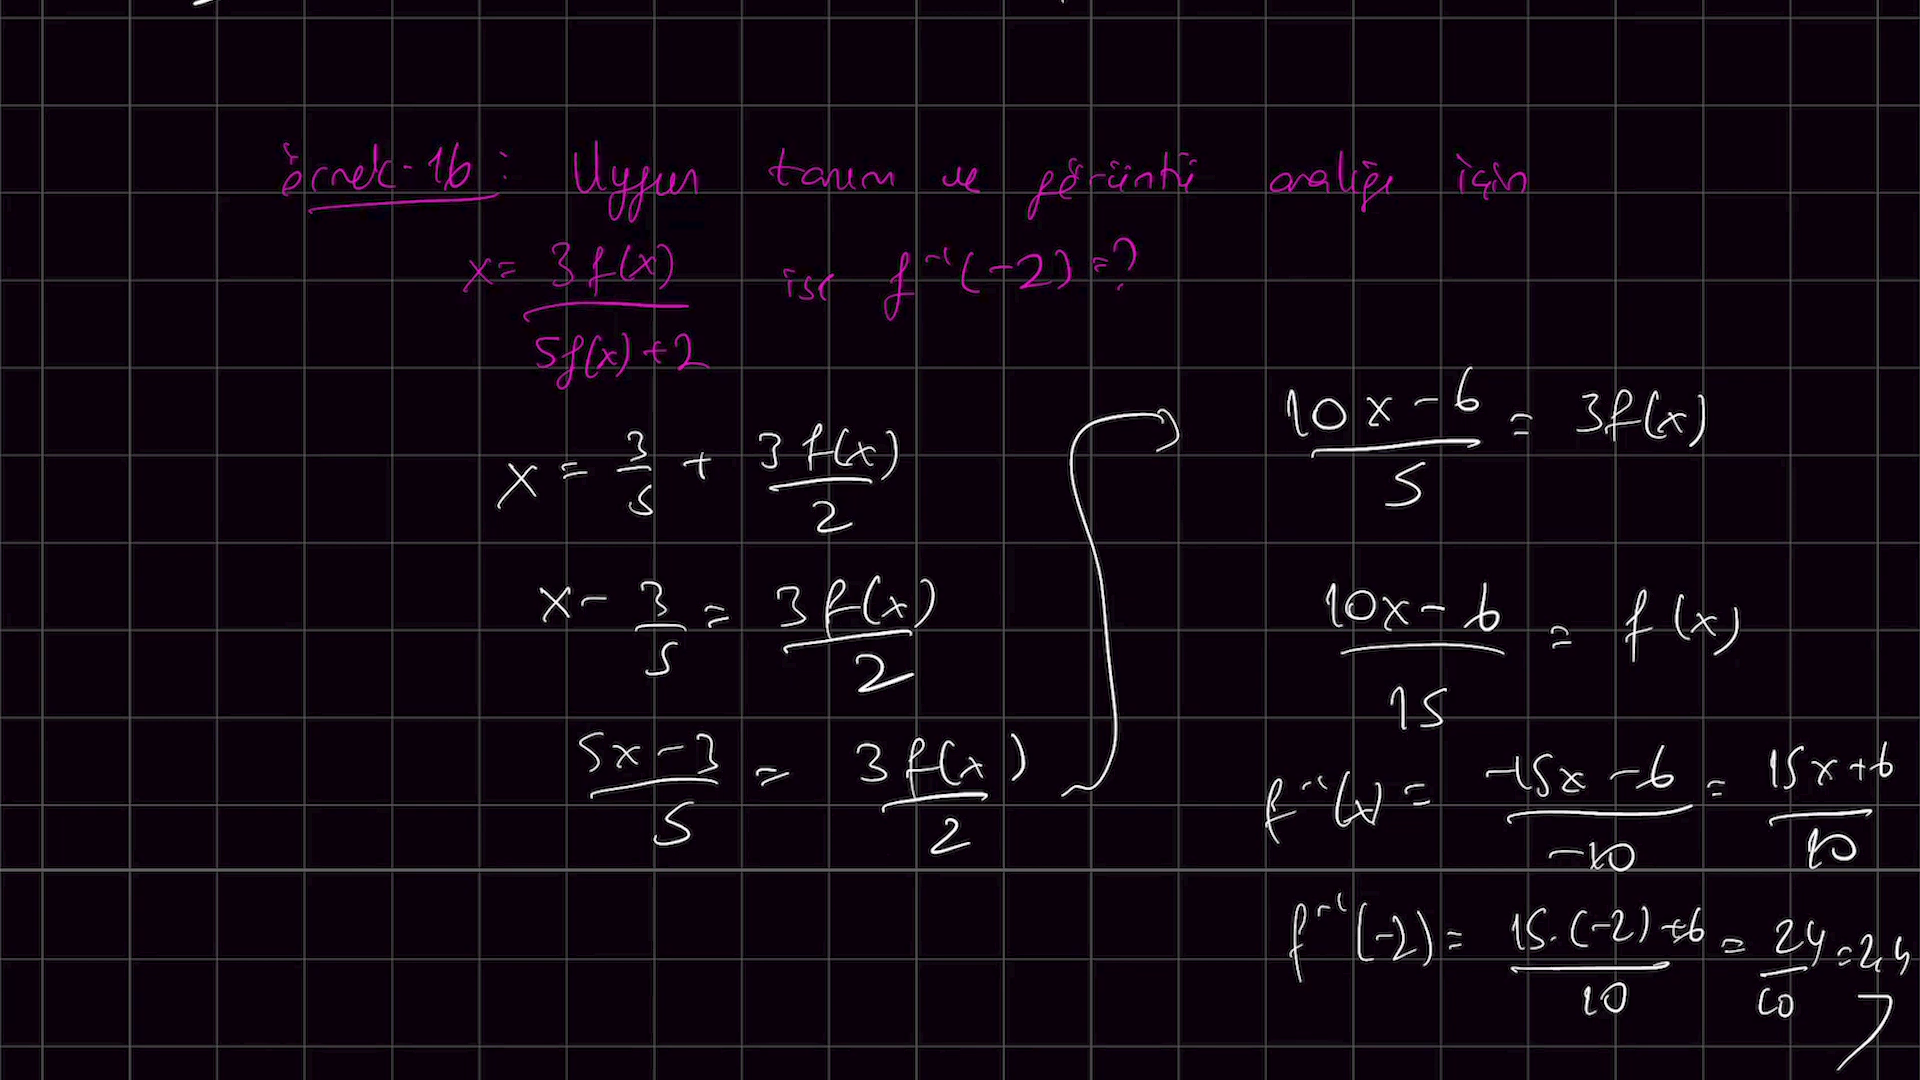 örnek-16: Uygun tanım ve görüntü aralığı için
x = 3f(x) / 5f(x)+2 ise f⁻¹(-2)=?
x = 3/5 + 3f(x)/2
x - 3/5 = 3f(x)/2
5x-3/5 = 3f(x)/2
10x-6/5 = 3f(x)
10x-6/15 = f(x)
f⁻¹(x) = -15x-6/-10 = 15x+6/10
f⁻¹(-2) = 15.(-2)+6/10 = 24/10 = 2,4